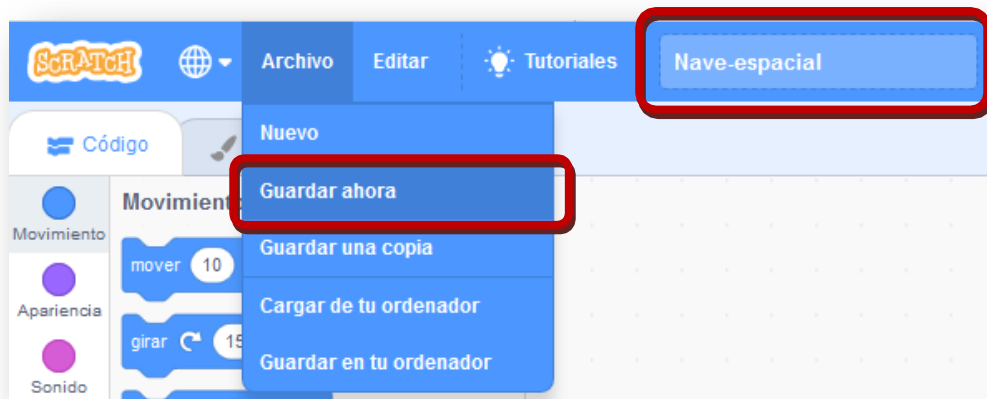 SCRATCH Archivo Editar Tutoriales Nave-espacial
Código
Nuevo
Guardar ahora
Guardar una copia
Cargar de tu ordenador
Guardar en tu ordenador
Movimiento
Apariencia
Sonido
Movimiento
mover 10
girar 15